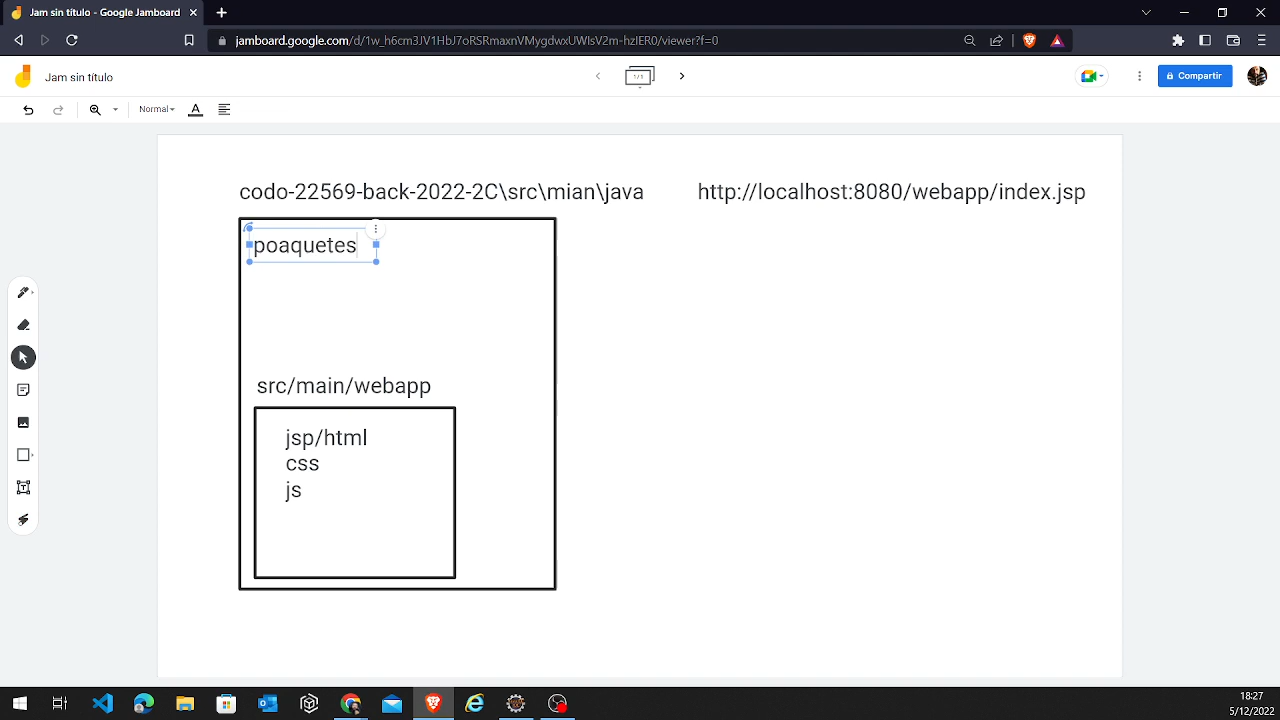 Jam sin título - Google Jamboard
jamboard.google.com/d/1w_h6cm3JV1HbJ7oRSRmaxnVMygdwxUWlsV2m-hzIER0/viewer?f=0
Jam sin título
1/1
Compartir
Normal
codo-22569-back-2022-2C\src\mian\java
http://localhost:8080/webapp/index.jsp
poaquetes
src/main/webapp
jsp/html
css
js
18:27
5/12/2022